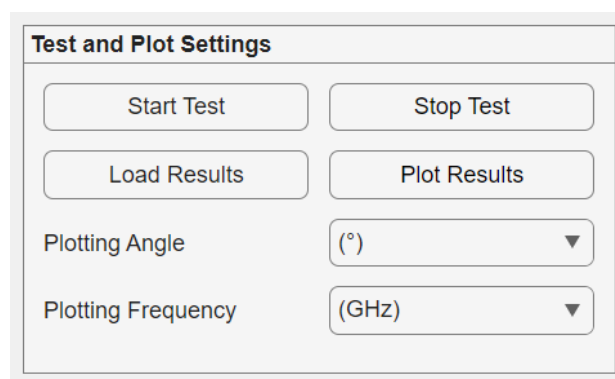 Test and Plot Settings
Start Test
Stop Test
Load Results
Plot Results
Plotting Angle
(°)
Plotting Frequency
(GHz)